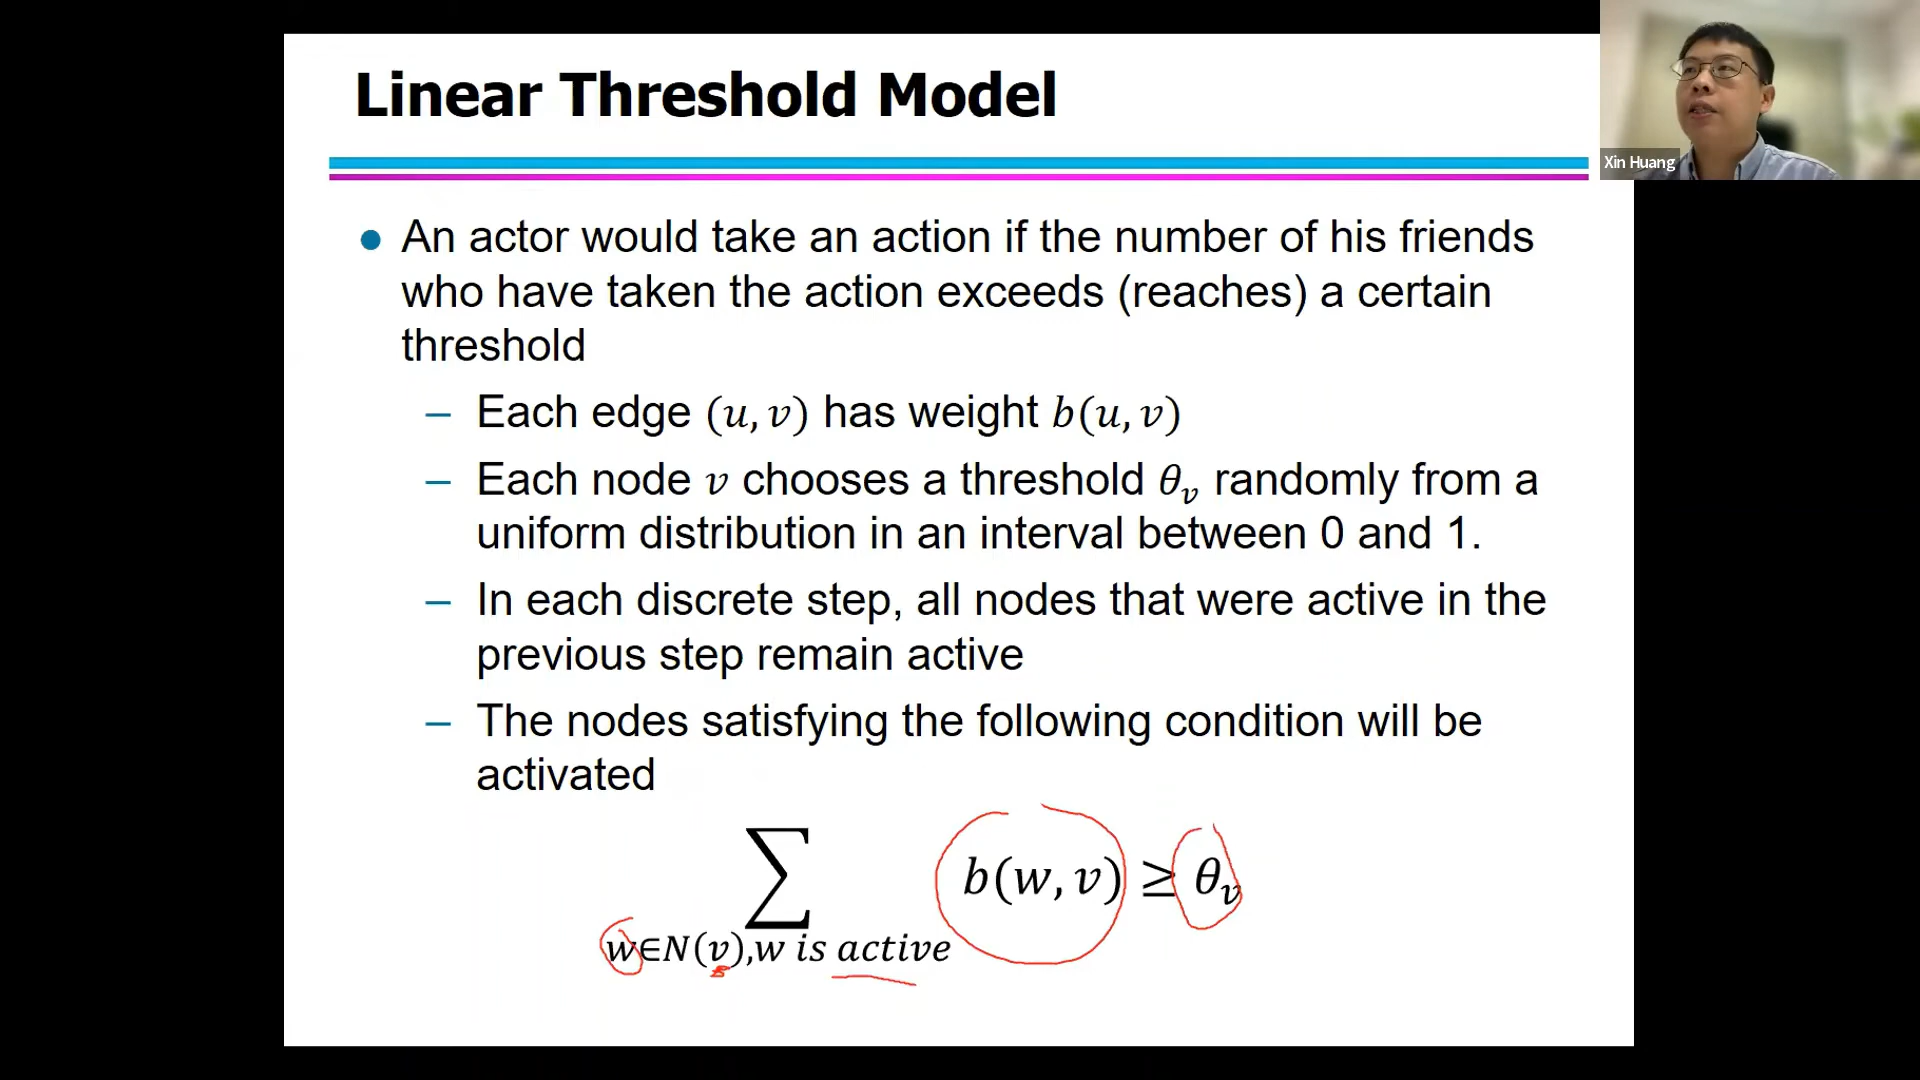 Linear Threshold Model
Xin Huang
● An actor would take an action if the number of his friends
who have taken the action exceeds (reaches) a certain
threshold
– Each edge (u, v) has weight b(u, v)
– Each node v chooses a threshold θ_v randomly from a
uniform distribution in an interval between 0 and 1.
– In each discrete step, all nodes that were active in the
previous step remain active
– The nodes satisfying the following condition will be
activated
∑ b(w, v) ≥ θ_v
w∈N(v),w is active